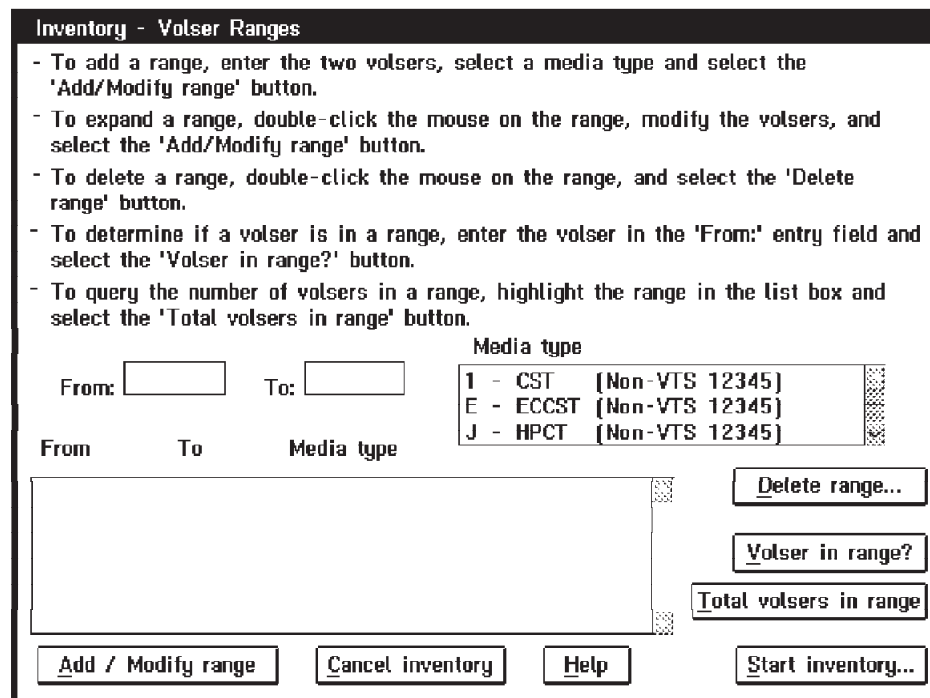 Inventory - Volser Ranges
- To add a range, enter the two volsers, select a media type and select the
'Add/Modify range' button.
- To expand a range, double-click the mouse on the range, modify the volsers, and
select the 'Add/Modify range' button.
- To delete a range, double-click the mouse on the range, and select the 'Delete
range' button.
- To determine if a volser is in a range, enter the volser in the 'From:' entry field and
select the 'Volser in range?' button.
- To query the number of volsers in a range, highlight the range in the list box and
select the 'Total volsers in range' button.
Media type
From: To:
1 - CST (Non-VTS 12345)
E - ECCST (Non-VTS 12345)
J - HPCT (Non-VTS 12345)
From To Media type
Delete range...
Volser in range?
Total volsers in range
Add / Modify range Cancel inventory Help Start inventory...